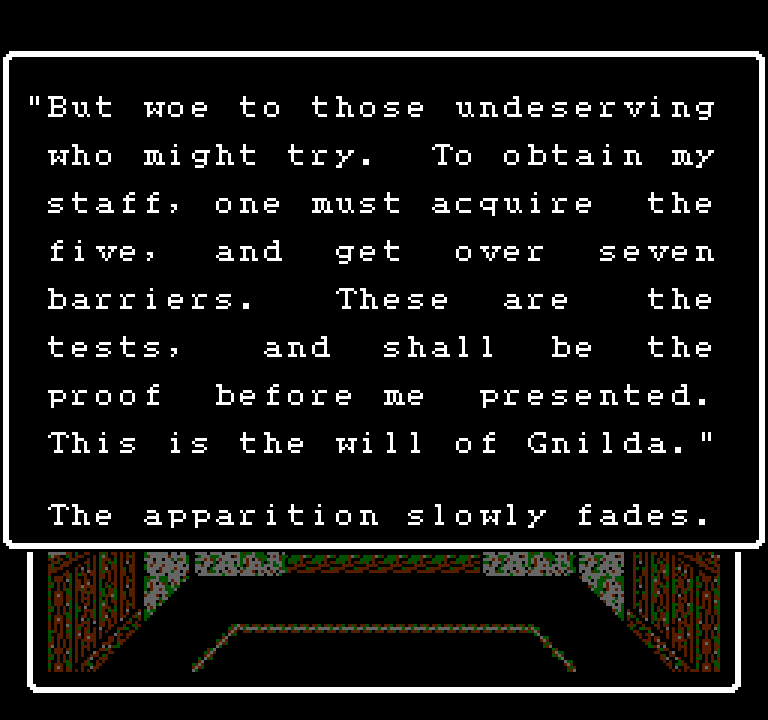 "But woe to those undeserving
who might try. To obtain my
staff, one must acquire the
five, and get over seven
barriers. These are the
tests, and shall be the
proof before me presented.
This is the will of Gnilda."
The apparition slowly fades.